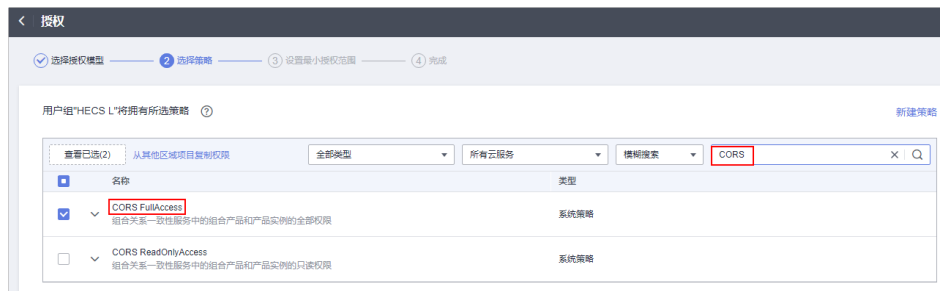 授权
选择授权模型 2 选择策略 3 设置最小授权范围 4 完成
用户组"HECS L"将拥有所选策略 ? 新建策略
查看已选(2) 从其他区域项目复制权限 全部类型 所有云服务 模糊搜索 CORS
名称 类型
CORS FullAccess
组合关系一致性服务中的组合产品和产品实例的全部权限 系统策略
CORS ReadOnlyAccess
组合关系一致性服务中的组合产品和产品实例的只读权限 系统策略